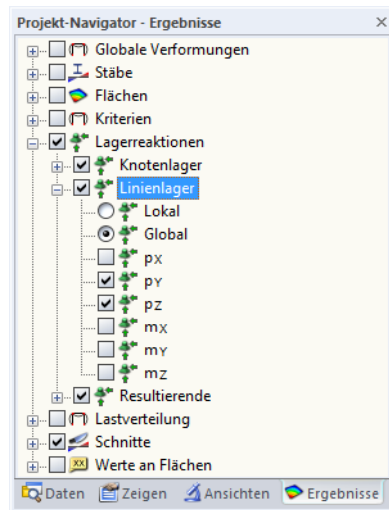 Projekt-Navigator - Ergebnisse
Globale Verformungen
Stäbe
Flächen
Kriterien
Lagerreaktionen
Knotenlager
Linienlager
Lokal
Global
pX
pY
pZ
mX
mY
mZ
Resultierende
Lastverteilung
Schnitte
xx Werte an Flächen
Daten Zeigen Ansichten Ergebnisse